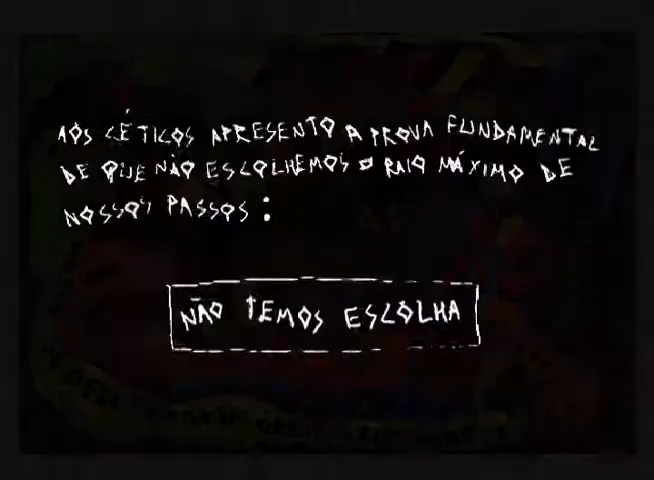 AOS CÉTICOS APRESENTO A PROVA FUNDAMENTAL
DE QUE NÃO ESCOLHEMOS O RAIO MÁXIMO DE
NOSSOS PASSOS:
NÃO TEMOS ESCOLHA